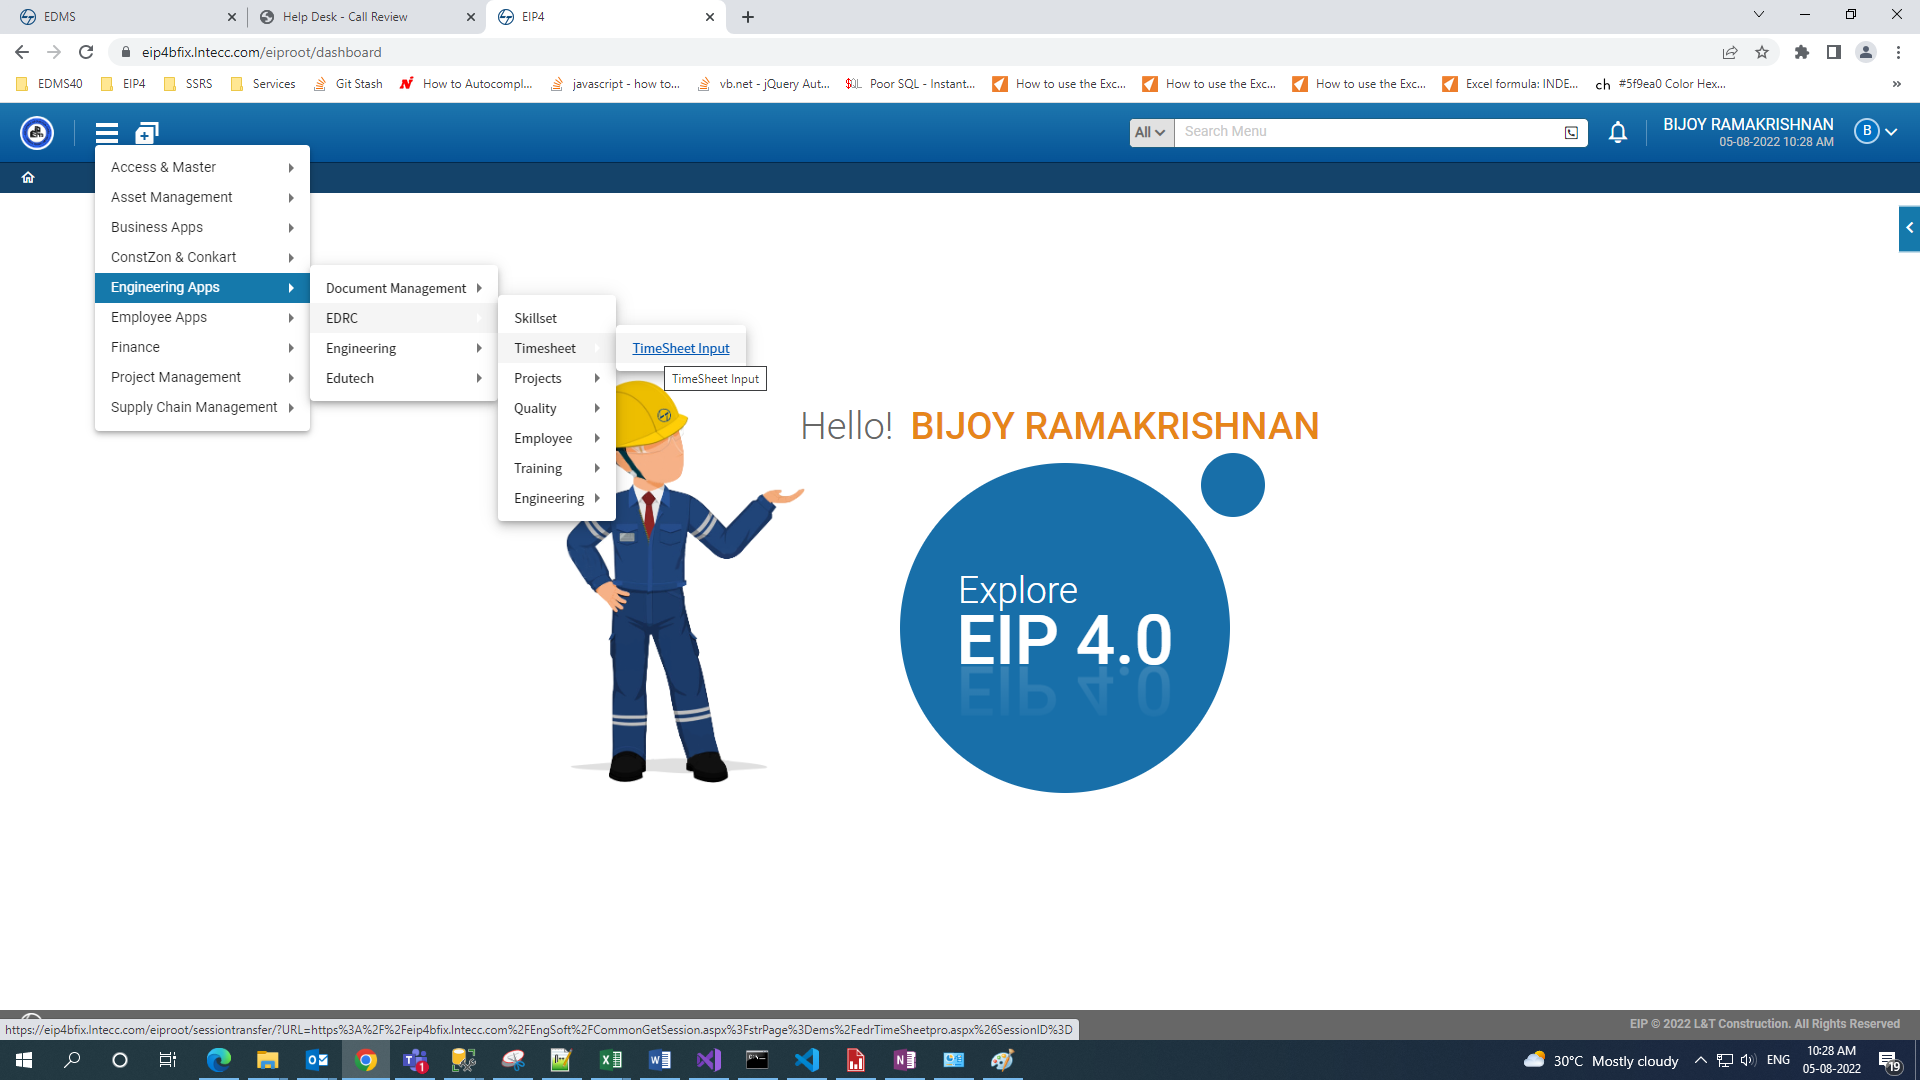 EDMS
Help Desk - Call Review
EIP4
eip4bfix.lntecc.com/eiproot/dashboard
EDMS40
EIP4
SSRS
Services
Git Stash
How to Autocompl...
javascript - how to...
vb.net - jQuery Aut...
Poor SQL - Instant...
How to use the Exc...
How to use the Exc...
How to use the Exc...
Excel formula: INDE...
ch #5f9ea0 Color Hex...
All
Search Menu
BIJOY RAMAKRISHNAN
05-08-2022 10:28 AM
B
Access & Master
Asset Management
Business Apps
ConstZon & Conkart
Engineering Apps
Employee Apps
Finance
Project Management
Supply Chain Management
Document Management
EDRC
Engineering
Edutech
Skillset
Timesheet
Projects
Quality
Employee
Training
Engineering
TimeSheet Input
TimeSheet Input
Hello! BIJOY RAMAKRISHNAN
Explore
EIP 4.0
EIP © 2022 L&T Construction. All Rights Reserved
https://eip4bfix.lntecc.com/eiproot/sessiontransfer/?URL=https%3A%2F%2Feip4bfix.lntecc.com%2FEngSoft%2FCommonGetSession.aspx%3FstrPage%3Dems%2FedrTimeSheetpro.aspx%26SessionID%3D
1
30°C Mostly cloudy
ENG
10:28 AM
05-08-2022
19